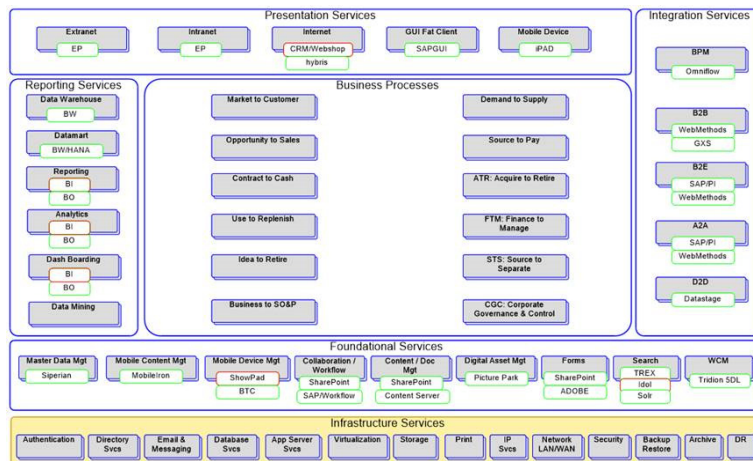 Presentation Services
Extranet
EP
Intranet
EP
Internet
CRM/Webshop
hybris
GUI Fat Client
SAPGUI
Mobile Device
iPAD
Integration Services
BPM
Omniflow
B2B
WebMethods
GXS
B2E
SAP/PI
WebMethods
A2A
SAP/PI
WebMethods
D2D
Datastage
Reporting Services
Data Warehouse
BW
Datamart
BW/HANA
Reporting
BI
BO
Analytics
BI
BO
Dash Boarding
BI
BO
Data Mining
Business Processes
Market to Customer
Demand to Supply
Opportunity to Sales
Source to Pay
Contract to Cash
ATR: Acquire to Retire
Use to Replenish
FTM: Finance to
Manage
Idea to Retire
STS: Source to
Separate
Business to SO&P
CGC: Corporate
Governance & Control
Foundational Services
Master Data Mgt
Siperian
Mobile Content Mgt
MobileIron
Mobile Device Mgt
ShowPad
BTC
Collaboration /
Workflow
SharePoint
SAP/Workflow
Content / Doc
Mgt
SharePoint
Content Server
Digital Asset Mgt
Picture Park
Forms
SharePoint
ADOBE
Search
TREX
Idol
Solr
WCM
Tridion 5DL
Infrastructure Services
Authentication
Directory
Svcs
Email &
Messaging
Database
Svcs
App Server
Svcs
Virtualization
Storage
Print
IP
Svcs
Network
LAN/WAN
Security
Backup
Restore
Archive
DR